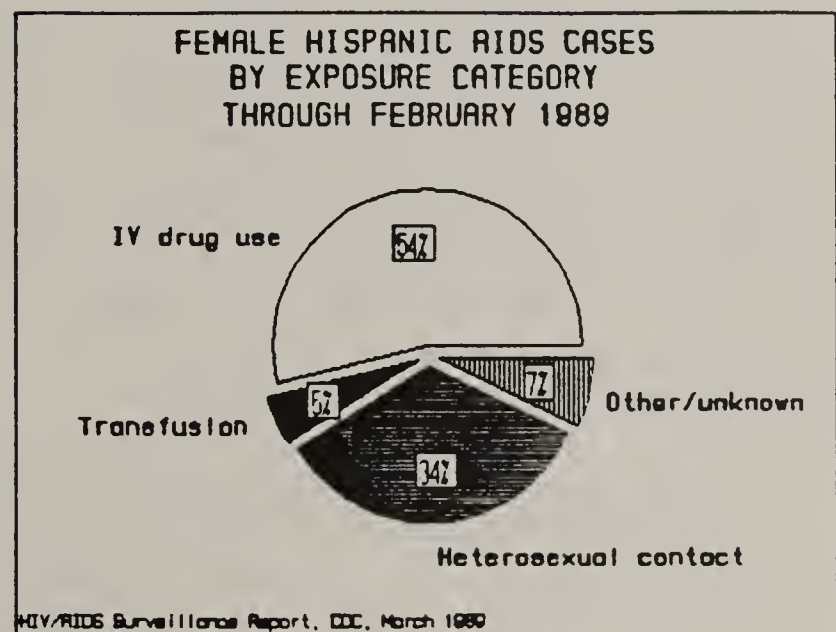 FEMALE HISPANIC AIDS CASES
BY EXPOSURE CATEGORY
THROUGH FEBRUARY 1989
IV drug use
54%
7%
Other/unknown
5%
Transfusion
34%
Heterosexual contact
*HIV/AIDS Surveillance Report, CDC, March 1989